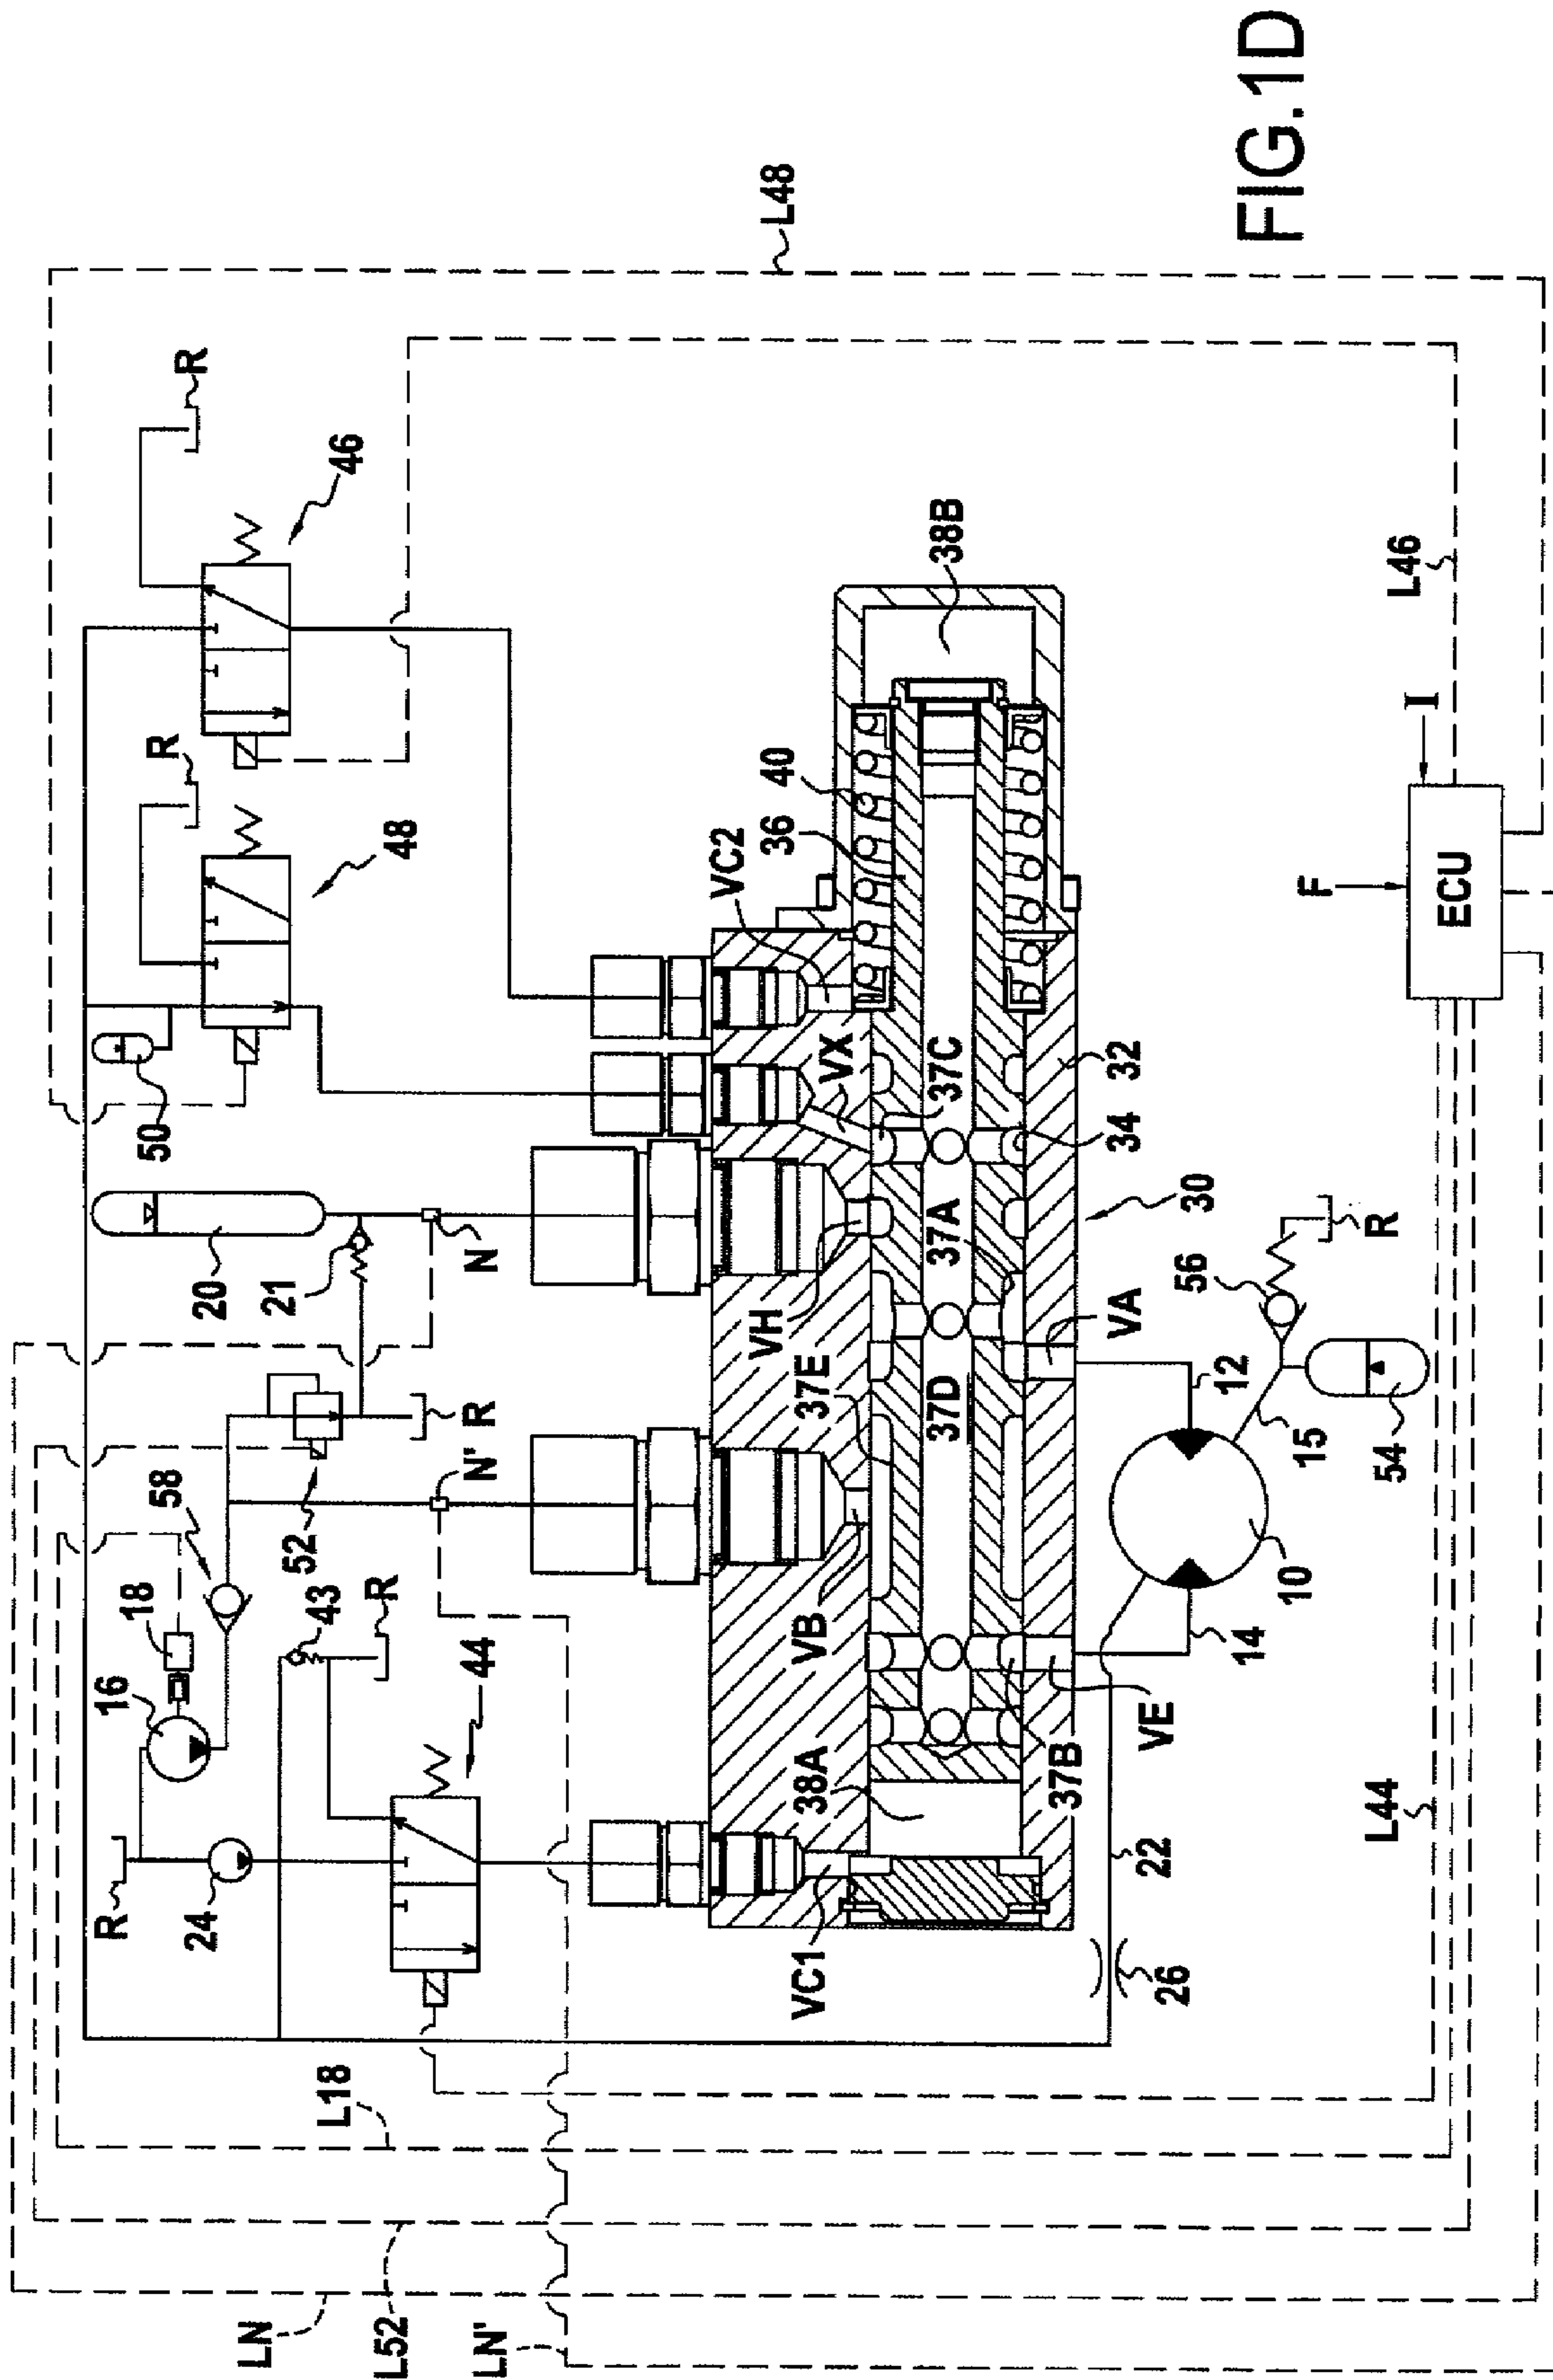 FIG.1D
L48
R
46
R
48
50
20
21
N
R
52
N'
58
18
16
43
R
44
R
24
L18
LN
L52
LN'
38B
40
36
VC2
VX
37C
32
34
30
37A
VH
37E
37D
VA
VB
38A
37B
VE
VC1
56
R
12
15
54
10
14
22
26
L46
I
F
ECU
L44